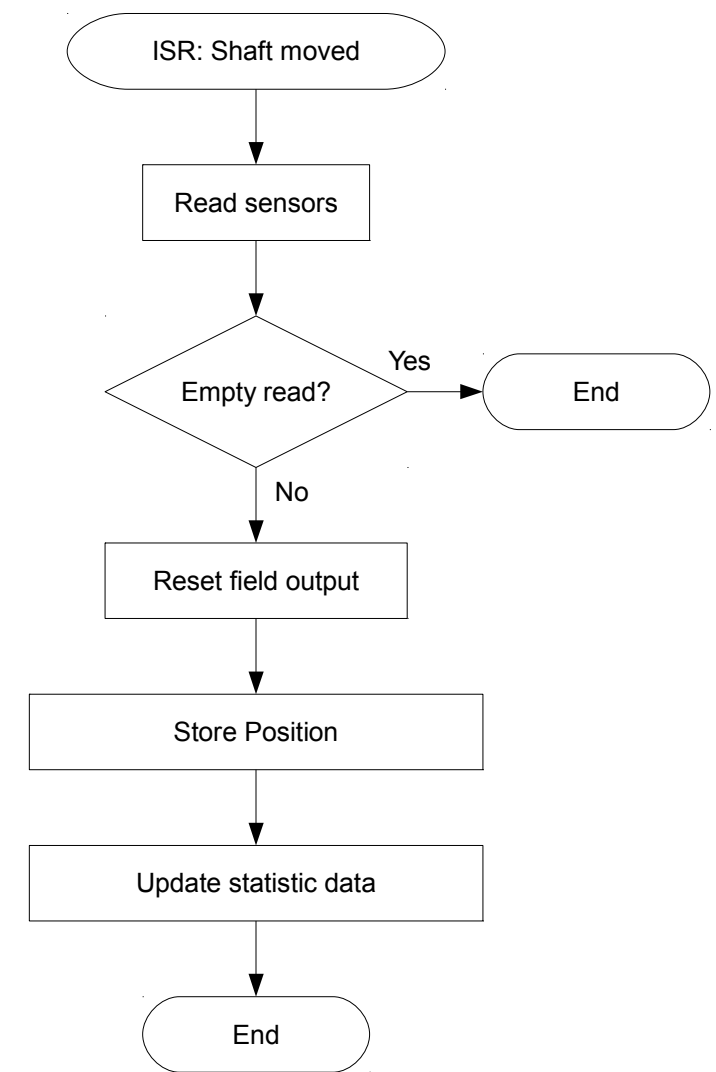 ISR: Shaft moved
Read sensors
Empty read?
Yes
End
No
Reset field output
Store Position
Update statistic data
End